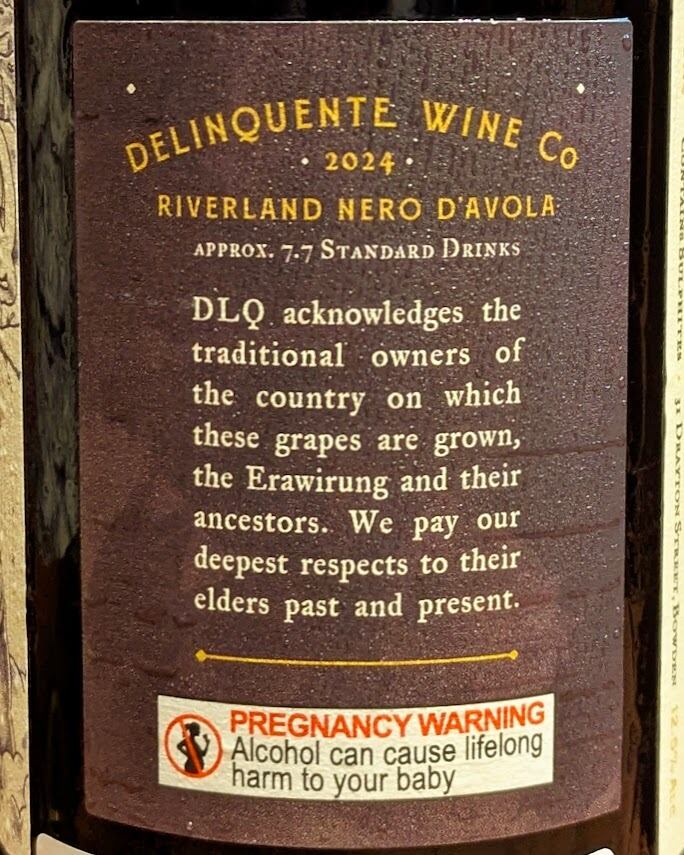 DELINQUENTE WINE CO
• 2024 •
RIVERLAND NERO D'AVOLA
APPROX. 7.7 STANDARD DRINKS
DLQ acknowledges the
traditional owners of
the country on which
these grapes are grown,
the Erawirung and their
ancestors. We pay our
deepest respects to their
elders past and present.
PREGNANCY WARNING
Alcohol can cause lifelong
harm to your baby
CONTAINS SULPHITES · 31 DRAYTON STREET, BOWDEN
12.5% ALC